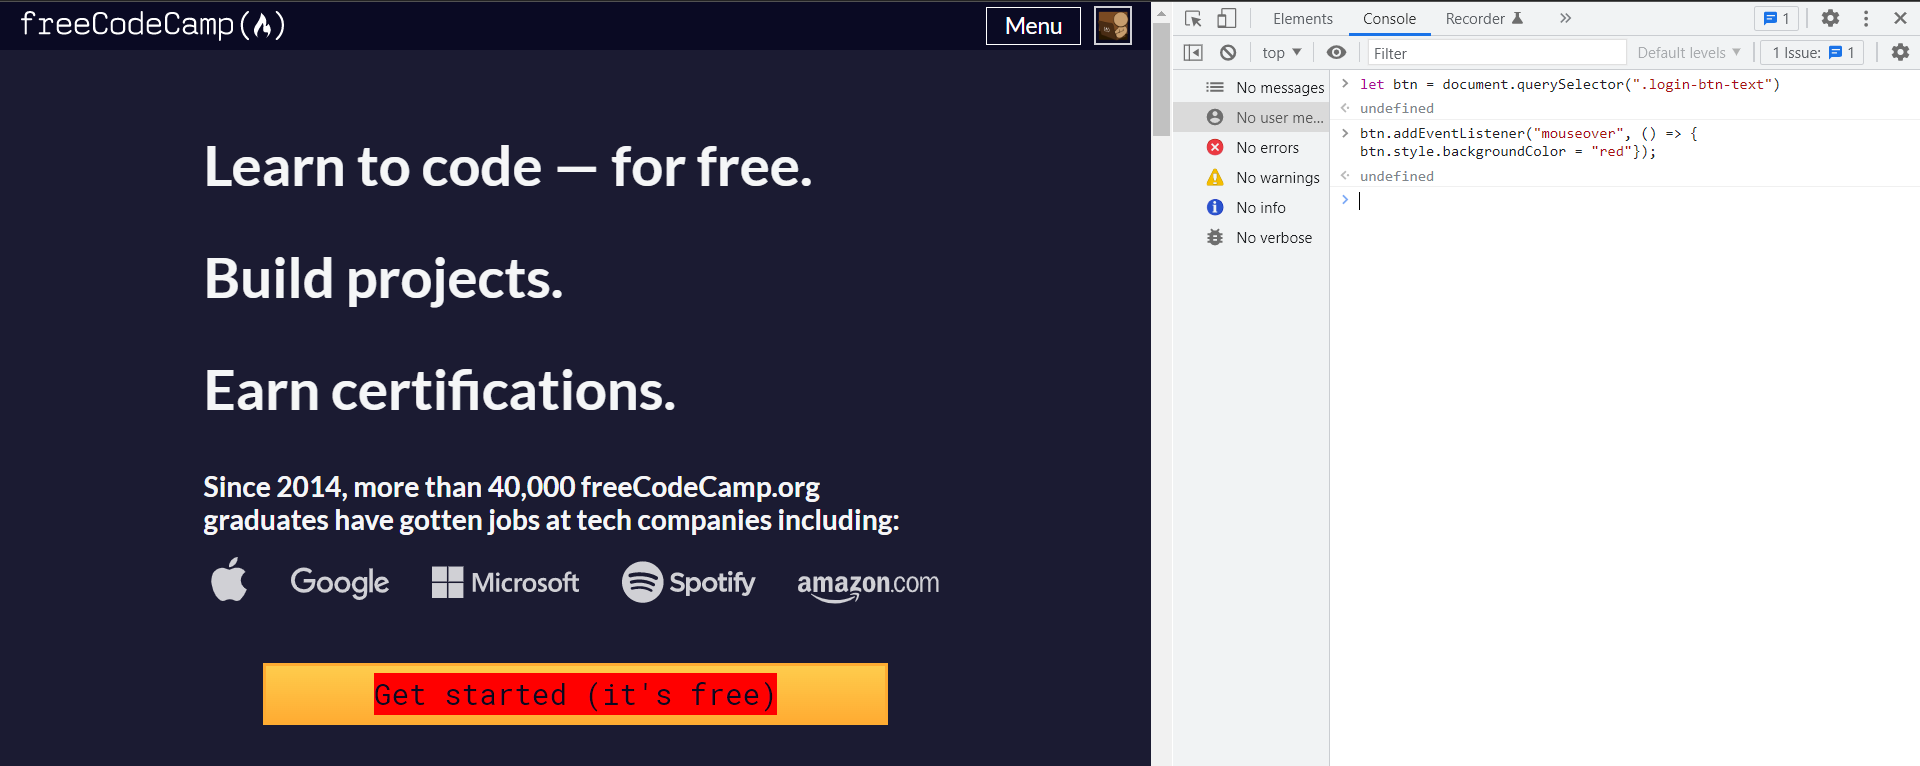 freeCodeCamp(🔥)
Menu
Learn to code — for free.
Build projects.
Earn certifications.
Since 2014, more than 40,000 freeCodeCamp.org
graduates have gotten jobs at tech companies including:
Google
Microsoft
Spotify
amazon.com
Get started (it's free)
Elements
Console
Recorder
1
top
Filter
Default levels
1 Issue:
1
No messages
No user me...
No errors
No warnings
No info
No verbose
let btn = document.querySelector(".login-btn-text")
undefined
btn.addEventListener("mouseover", () => {
btn.style.backgroundColor = "red"});
undefined